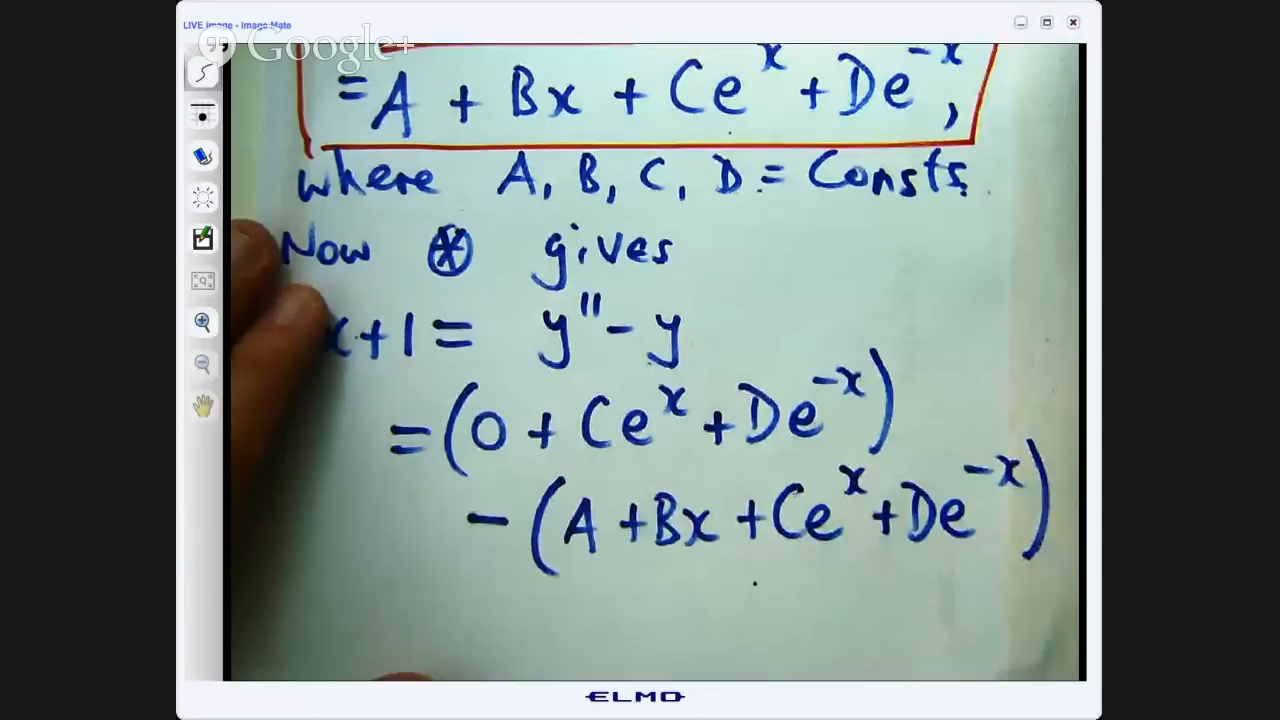 LIVE Image - Image Mate
Google+
= A + Bx + Ce^x + De^-x,
where A, B, C, D = Consts.
Now ⊛ gives
x+1 = y'' - y
= (0 + Ce^x + De^-x)
- (A + Bx + Ce^x + De^-x)
ELMO